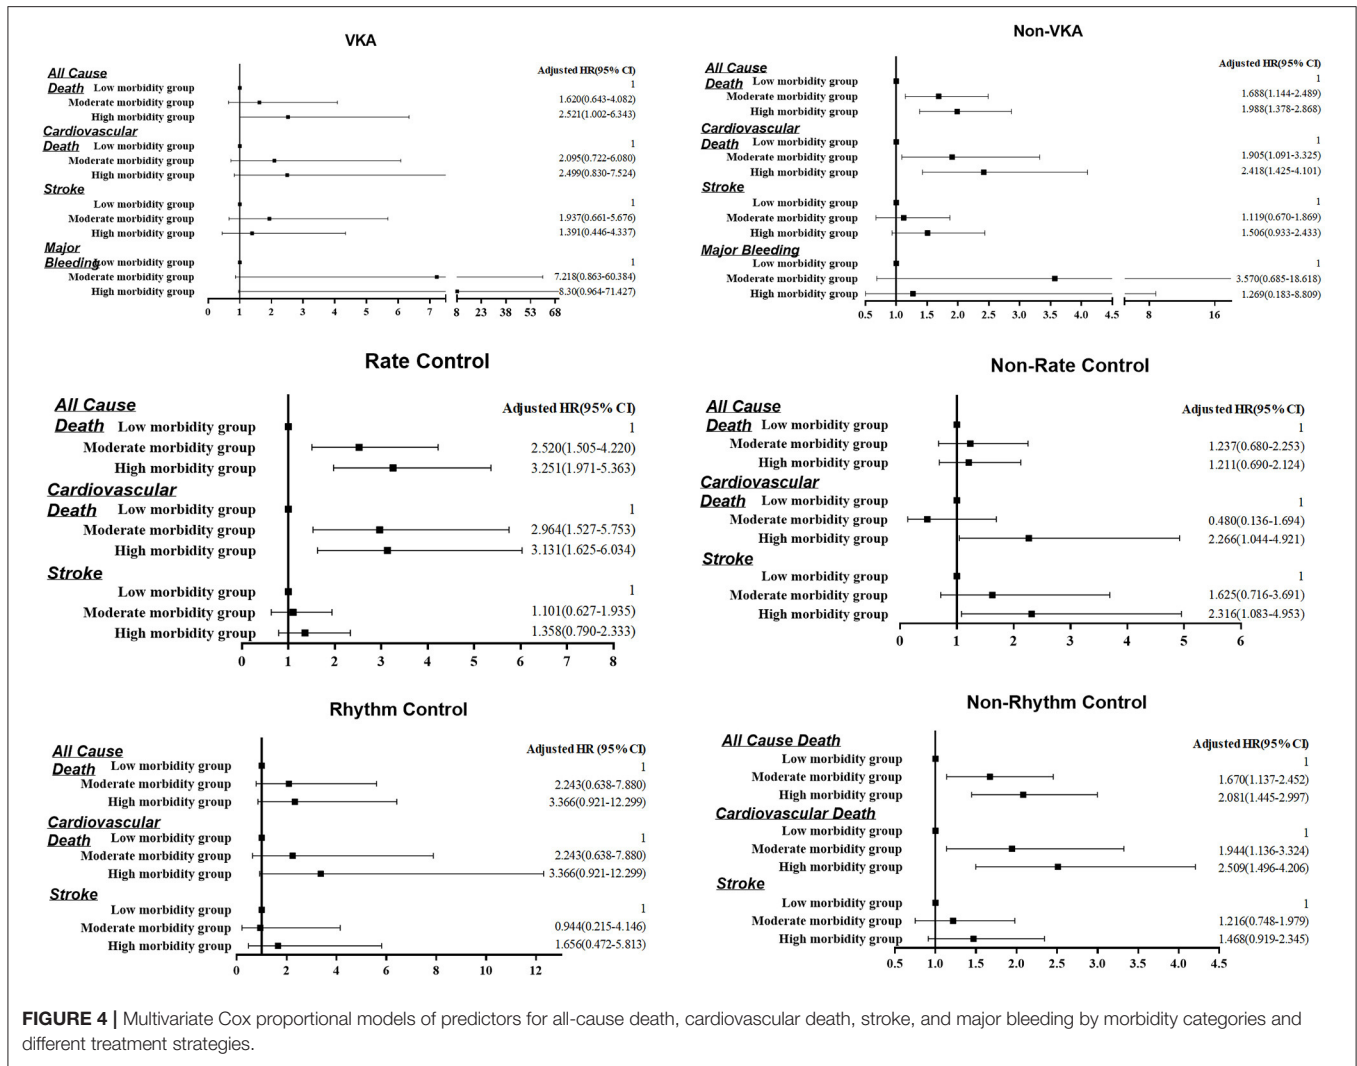 VKA
Adjusted HR(95% CI)
All Cause
Death Low morbidity group 1
Moderate morbidity group 1.620(0.643-4.082)
High morbidity group 2.521(1.002-6.343)
Cardiovascular
Death Low morbidity group 1
Moderate morbidity group 2.095(0.722-6.080)
High morbidity group 2.499(0.830-7.524)
Stroke
Low morbidity group 1
Moderate morbidity group 1.937(0.661-5.676)
High morbidity group 1.391(0.446-4.337)
Major
Bleeding Low morbidity group 1
Moderate morbidity group 7.218(0.863-60.384)
High morbidity group 8.30(0.964-71.427)
0 1 2 3 4 5 6 7 8 23 38 53 68
Non-VKA
Adjusted HR(95% CI)
All Cause
Death Low morbidity group 1
Moderate morbidity group 1.688(1.144-2.489)
High morbidity group 1.988(1.378-2.868)
Cardiovascular
Death Low morbidity group 1
Moderate morbidity group 1.905(1.091-3.325)
High morbidity group 2.418(1.425-4.101)
Stroke
Low morbidity group 1
Moderate morbidity group 1.119(0.670-1.869)
High morbidity group 1.506(0.933-2.433)
Major Bleeding
Low morbidity group 1
Moderate morbidity group 3.570(0.685-18.618)
High morbidity group 1.269(0.183-8.809)
0.5 1.0 1.5 2.0 2.5 3.0 3.5 4.0 4.5 8 16
Rate Control
All Cause
Adjusted HR(95% CI)
Death Low morbidity group 1
Moderate morbidity group 2.520(1.505-4.220)
High morbidity group 3.251(1.971-5.363)
Cardiovascular
Death Low morbidity group 1
Moderate morbidity group 2.964(1.527-5.753)
High morbidity group 3.131(1.625-6.034)
Stroke
Low morbidity group 1
Moderate morbidity group 1.101(0.627-1.935)
High morbidity group 1.358(0.790-2.333)
0 1 2 3 4 5 6 7 8
Non-Rate Control
All Cause
Adjusted HR(95% CI)
Death Low morbidity group 1
Moderate morbidity group 1.237(0.680-2.253)
High morbidity group 1.211(0.690-2.124)
Cardiovascular
Death Low morbidity group 1
Moderate morbidity group 0.480(0.136-1.694)
High morbidity group 2.266(1.044-4.921)
Stroke
Low morbidity group 1
Moderate morbidity group 1.625(0.716-3.691)
High morbidity group 2.316(1.083-4.953)
0 1 2 3 4 5 6
Rhythm Control
All Cause
Adjusted HR (95% CI)
Death Low morbidity group 1
Moderate morbidity group 2.243(0.638-7.880)
High morbidity group 3.366(0.921-12.299)
Cardiovascular
Death Low morbidity group 1
Moderate morbidity group 2.243(0.638-7.880)
High morbidity group 3.366(0.921-12.299)
Stroke
Low morbidity group 1
Moderate morbidity group 0.944(0.215-4.146)
High morbidity group 1.656(0.472-5.813)
0 2 4 6 8 10 12
Non-Rhythm Control
All Cause Death
Adjusted HR(95% CI)
Low morbidity group 1
Moderate morbidity group 1.670(1.137-2.452)
High morbidity group 2.081(1.445-2.997)
Cardiovascular Death
Low morbidity group 1
Moderate morbidity group 1.944(1.136-3.324)
High morbidity group 2.509(1.496-4.206)
Stroke
Low morbidity group 1
Moderate morbidity group 1.216(0.748-1.979)
High morbidity group 1.468(0.919-2.345)
0.5 1.0 1.5 2.0 2.5 3.0 3.5 4.0 4.5
FIGURE 4 | Multivariate Cox proportional models of predictors for all-cause death, cardiovascular death, stroke, and major bleeding by morbidity categories and
different treatment strategies.